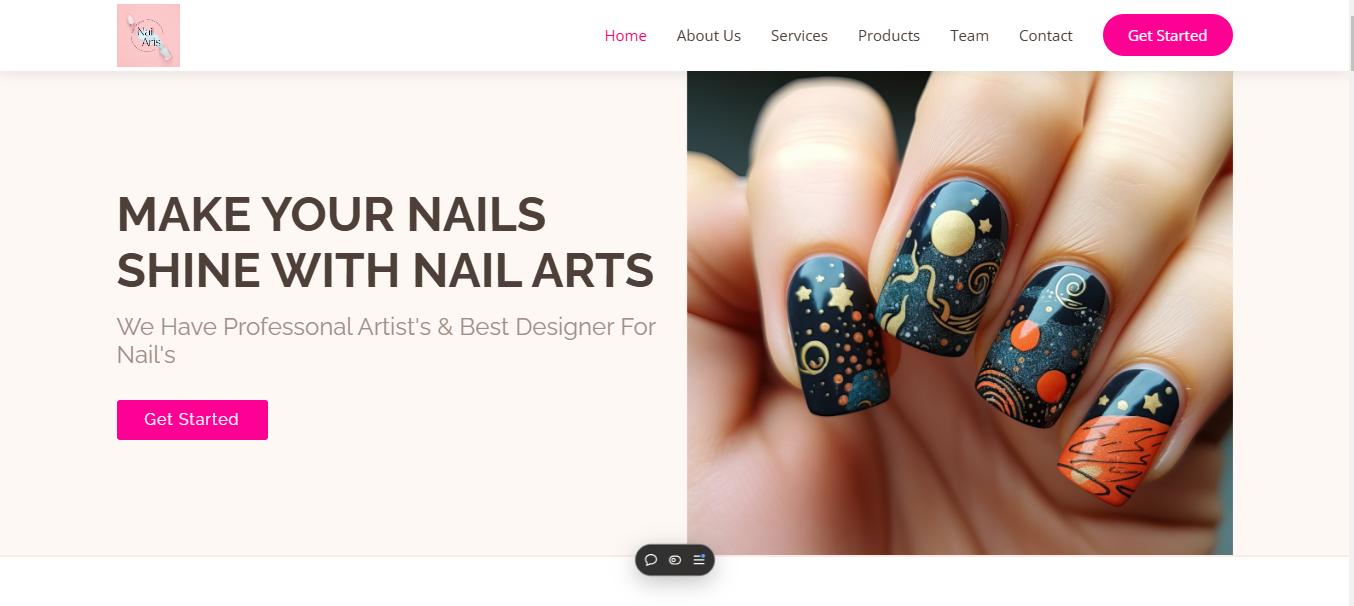 Nail
Arts
Home About Us Services Products Team Contact Get Started
MAKE YOUR NAILS
SHINE WITH NAIL ARTS
We Have Professonal Artist's & Best Designer For
Nail's
Get Started